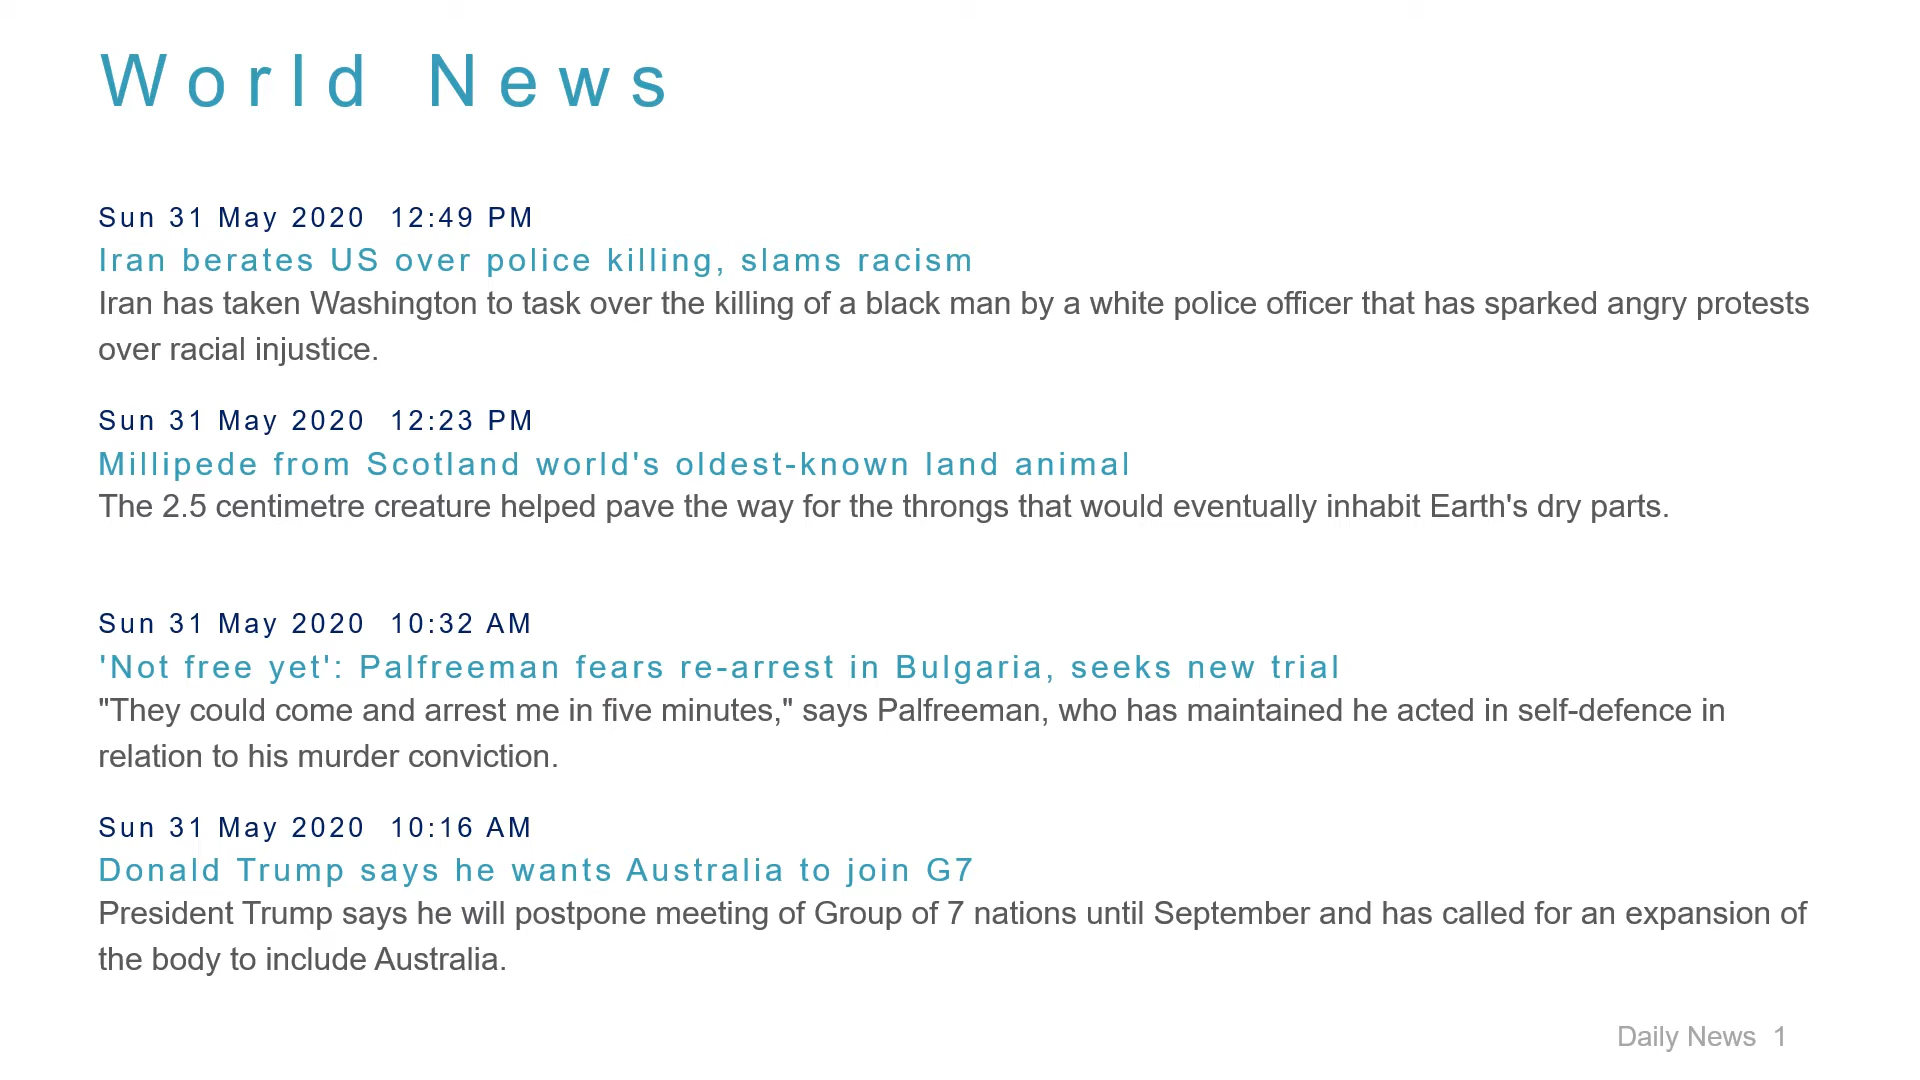 World News
Sun 31 May 2020  12:49 PM
Iran berates US over police killing, slams racism
Iran has taken Washington to task over the killing of a black man by a white police officer that has sparked angry protests
over racial injustice.
Sun 31 May 2020  12:23 PM
Millipede from Scotland world's oldest-known land animal
The 2.5 centimetre creature helped pave the way for the throngs that would eventually inhabit Earth's dry parts.
Sun 31 May 2020  10:32 AM
'Not free yet': Palfreeman fears re-arrest in Bulgaria, seeks new trial
"They could come and arrest me in five minutes," says Palfreeman, who has maintained he acted in self-defence in
relation to his murder conviction.
Sun 31 May 2020  10:16 AM
Donald Trump says he wants Australia to join G7
President Trump says he will postpone meeting of Group of 7 nations until September and has called for an expansion of
the body to include Australia.
Daily News  1